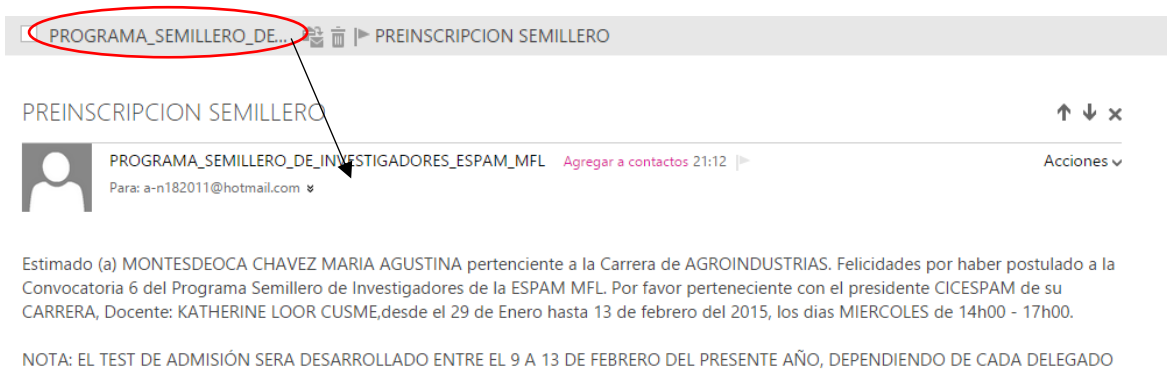 PROGRAMA_SEMILLERO_DE... PREINSCRIPCION SEMILLERO
PREINSCRIPCION SEMILLERO
PROGRAMA_SEMILLERO_DE_INVESTIGADORES_ESPAM_MFL Agregar a contactos 21:12 Acciones
Para: a-n182011@hotmail.com
Estimado (a) MONTESDEOCA CHAVEZ MARIA AGUSTINA pertenciente a la Carrera de AGROINDUSTRIAS. Felicidades por haber postulado a la
Convocatoria 6 del Programa Semillero de Investigadores de la ESPAM MFL. Por favor perteneciente con el presidente CICESPAM de su
CARRERA, Docente: KATHERINE LOOR CUSME,desde el 29 de Enero hasta 13 de febrero del 2015, los dias MIERCOLES de 14h00 - 17h00.
NOTA: EL TEST DE ADMISIÓN SERA DESARROLLADO ENTRE EL 9 A 13 DE FEBRERO DEL PRESENTE AÑO, DEPENDIENDO DE CADA DELEGADO